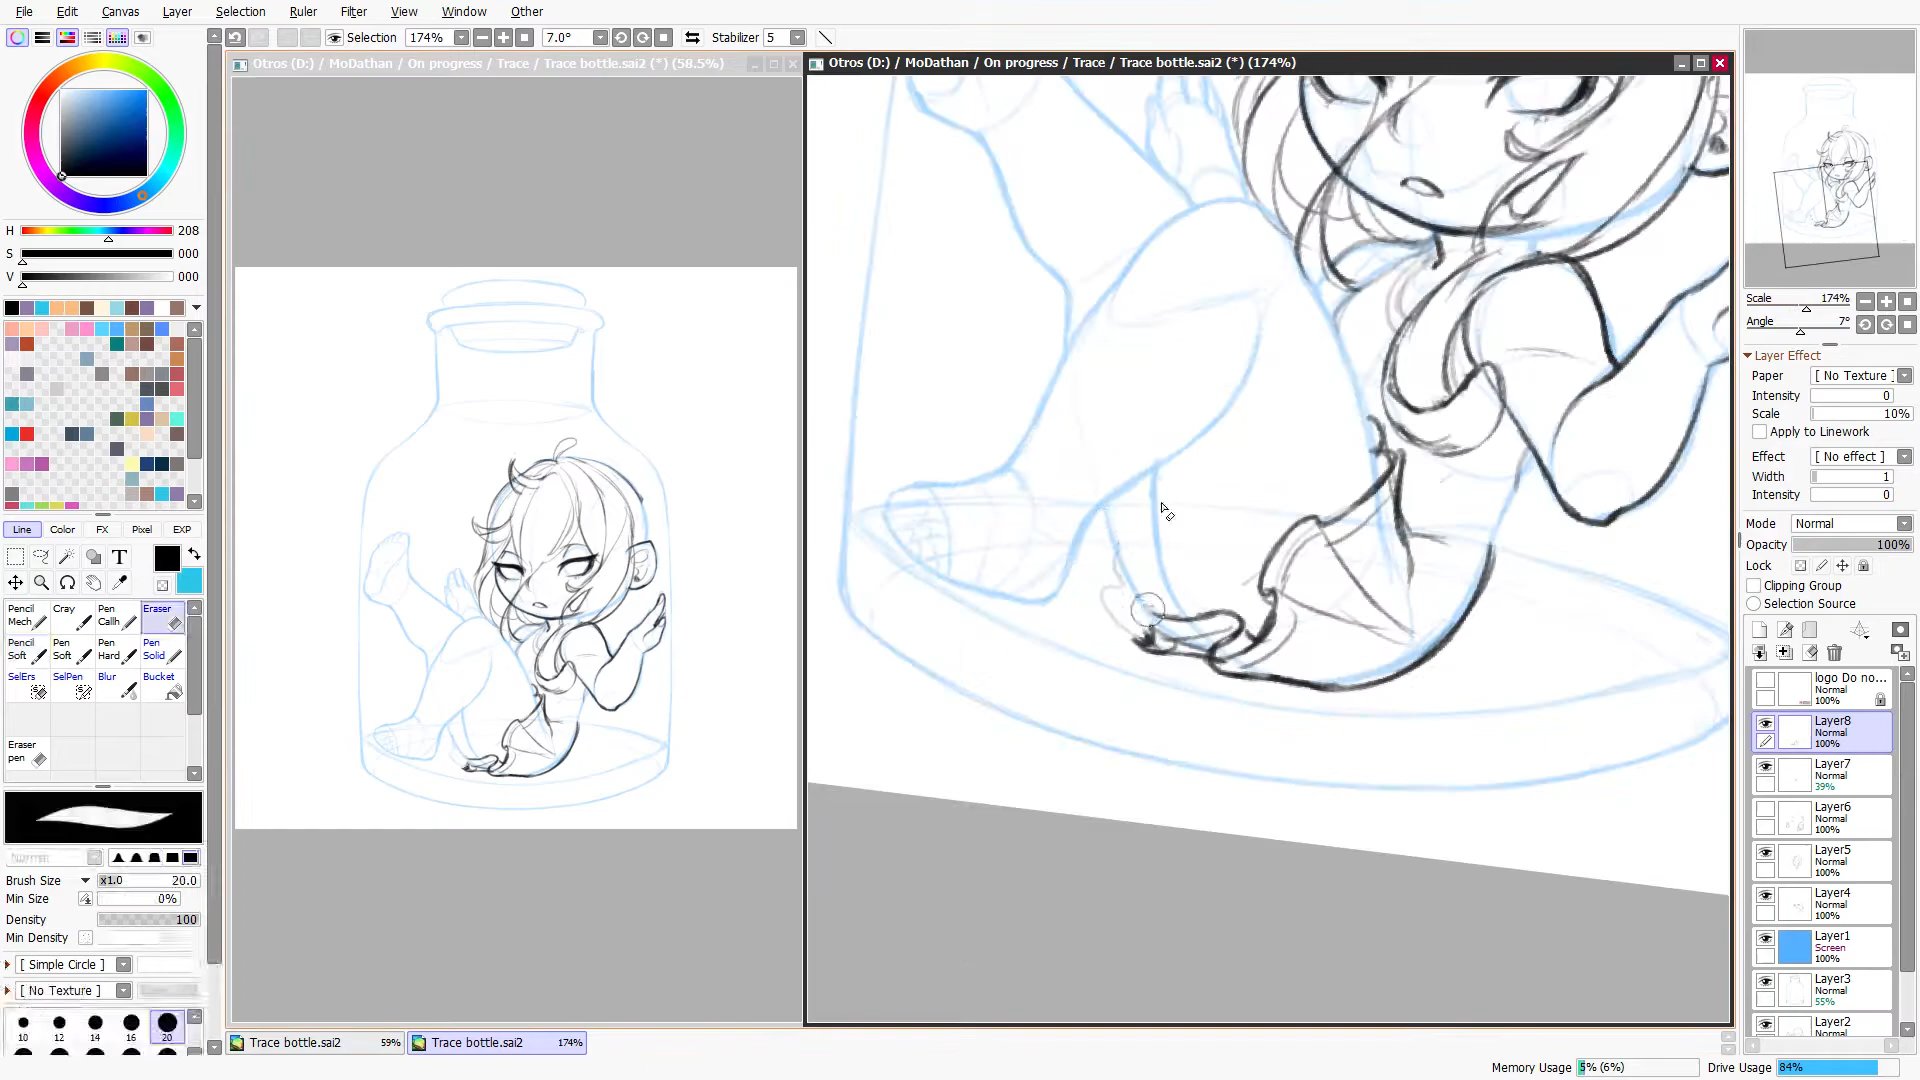 File Edit Canvas Layer Selection Ruler Filter View Window Other
Selection 174% 7.0° Stabilizer 5
Otros (D:) / MoDathan / On progress / Trace / Trace bottle.sai2 (*) (58.5%)
Otros (D:) / MoDathan / On progress / Trace / Trace bottle.sai2 (*) (174%)
H 208
S 000
V 000
Line Color FX Pixel EXP
T
Pencil Mech Cray Pen Callh Eraser
Pencil Soft Pen Soft Pen Hard Pen Solid
SelErs SelPen Blur Bucket
Eraser pen
Normal
Brush Size x1.0 20.0
Min Size 0%
Density 100
Min Density
[ Simple Circle ]
[ No Texture ]
10 12 14 16 20
Scale 174%
Angle 7°
Layer Effect
Paper [ No Texture ]
Intensity 0
Scale 10%
Apply to Linework
Effect [ No effect ]
Width 1
Intensity 0
Mode Normal
Opacity 100%
Lock
Clipping Group
Selection Source
logo Do no...
Normal
100%
Layer8
Normal
100%
Layer7
Normal
39%
Layer6
Normal
100%
Layer5
Normal
100%
Layer4
Normal
100%
Layer1
Screen
100%
Layer3
Normal
55%
Layer2
Normal
Trace bottle.sai2 59%
Trace bottle.sai2 174%
Memory Usage 5% (6%) Drive Usage 84%